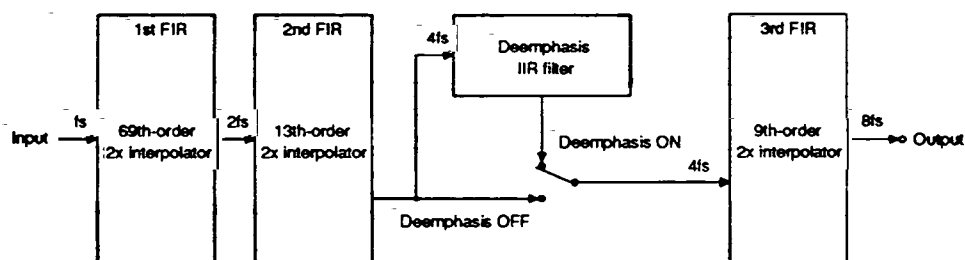 1st FIR
2nd FIR
3rd FIR
4fs
Deemphasis
IIR filter
Input
fs
69th-order
2x interpolator
2fs
13th-order
2x interpolator
Deemphasis ON
4fs
9th-order
2x interpolator
8fs
Output
Deemphasis OFF